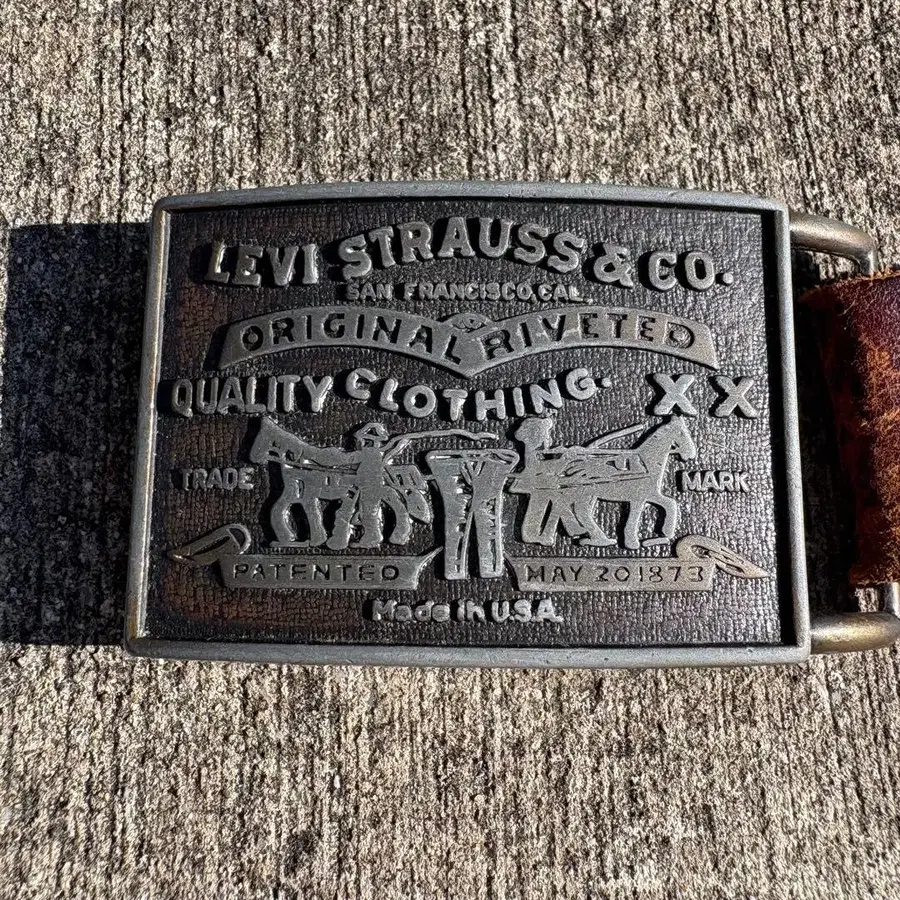 LEVI STRAUSS & CO.
SAN FRANCISCO, CAL.
ORIGINAL RIVETED
QUALITY CLOTHING. XX
TRADE MARK
PATENTED MAY 20 1873
Made in U.S.A.